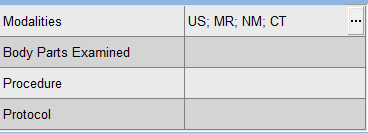 Modalities US; MR; NM; CT ...
Body Parts Examined
Procedure
Protocol